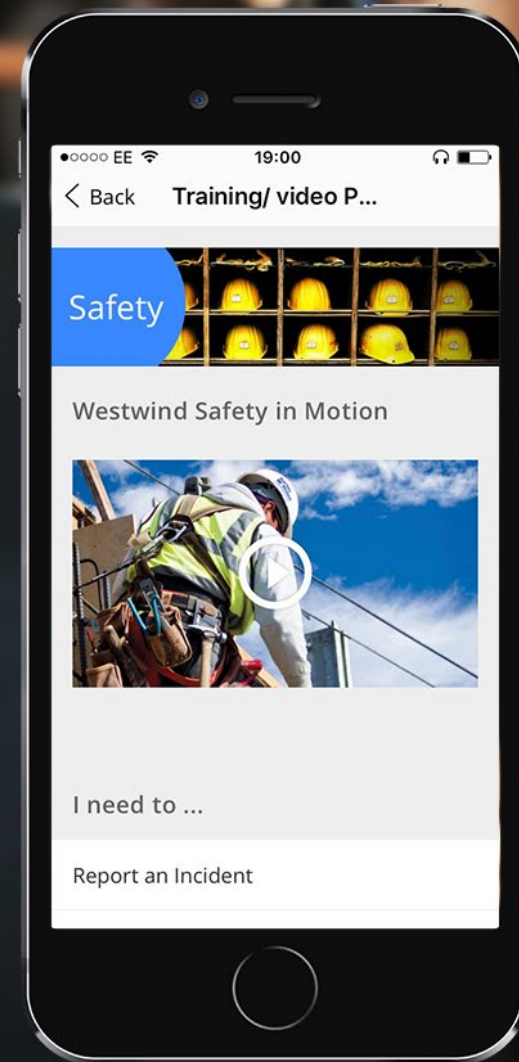 EE 19:00
Back Training/ video P...
Safety
Westwind Safety in Motion
I need to ...
Report an Incident